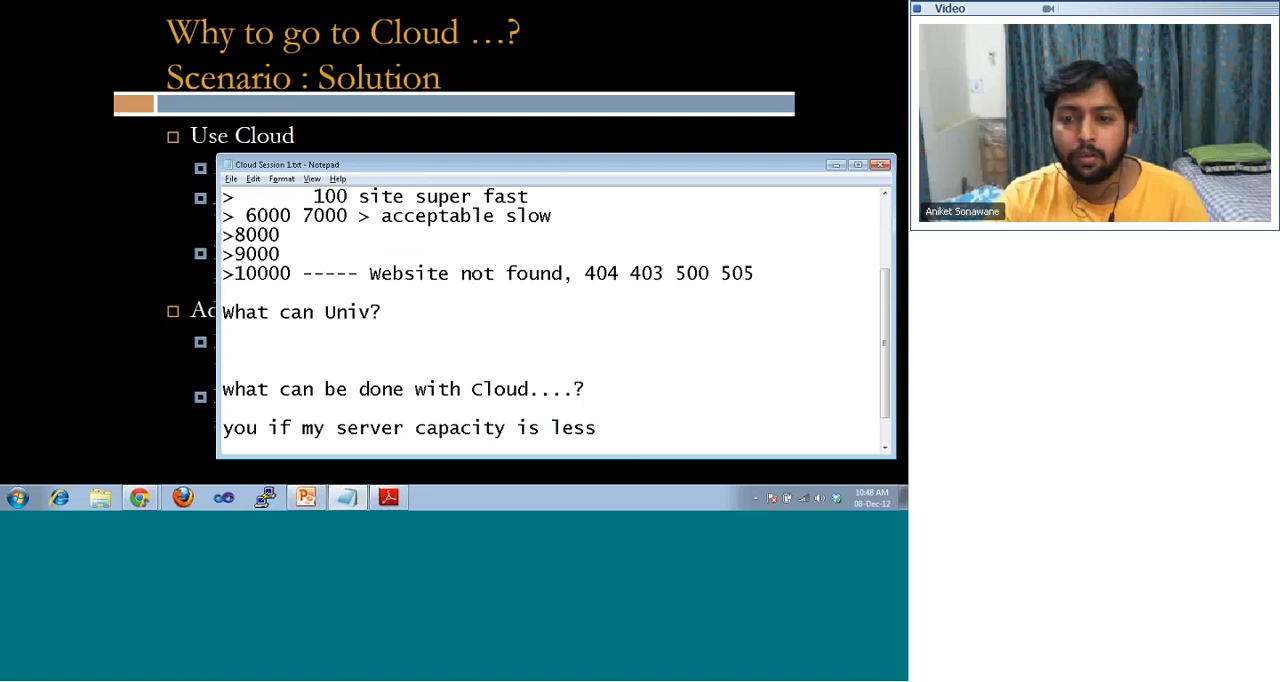 Why to go to Cloud ...?
Scenario : Solution
Use Cloud
Cloud Session 1.txt - Notepad
File Edit Format View Help
> 100 site super fast
> 6000 7000 > acceptable slow
>8000
>9000
>10000 ----- Website not found, 404 403 500 505
What can Univ?
what can be done with Cloud....?
you if my server capacity is less
10:48 AM
08-Dec-12
Video
Aniket Sonawane